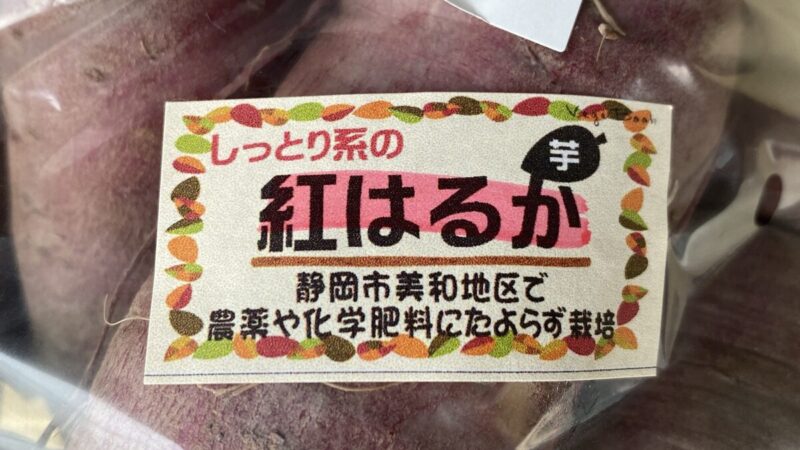 しっとり系の
芋
紅はるか
静岡市美和地区で
農薬や化学肥料にたよらず栽培